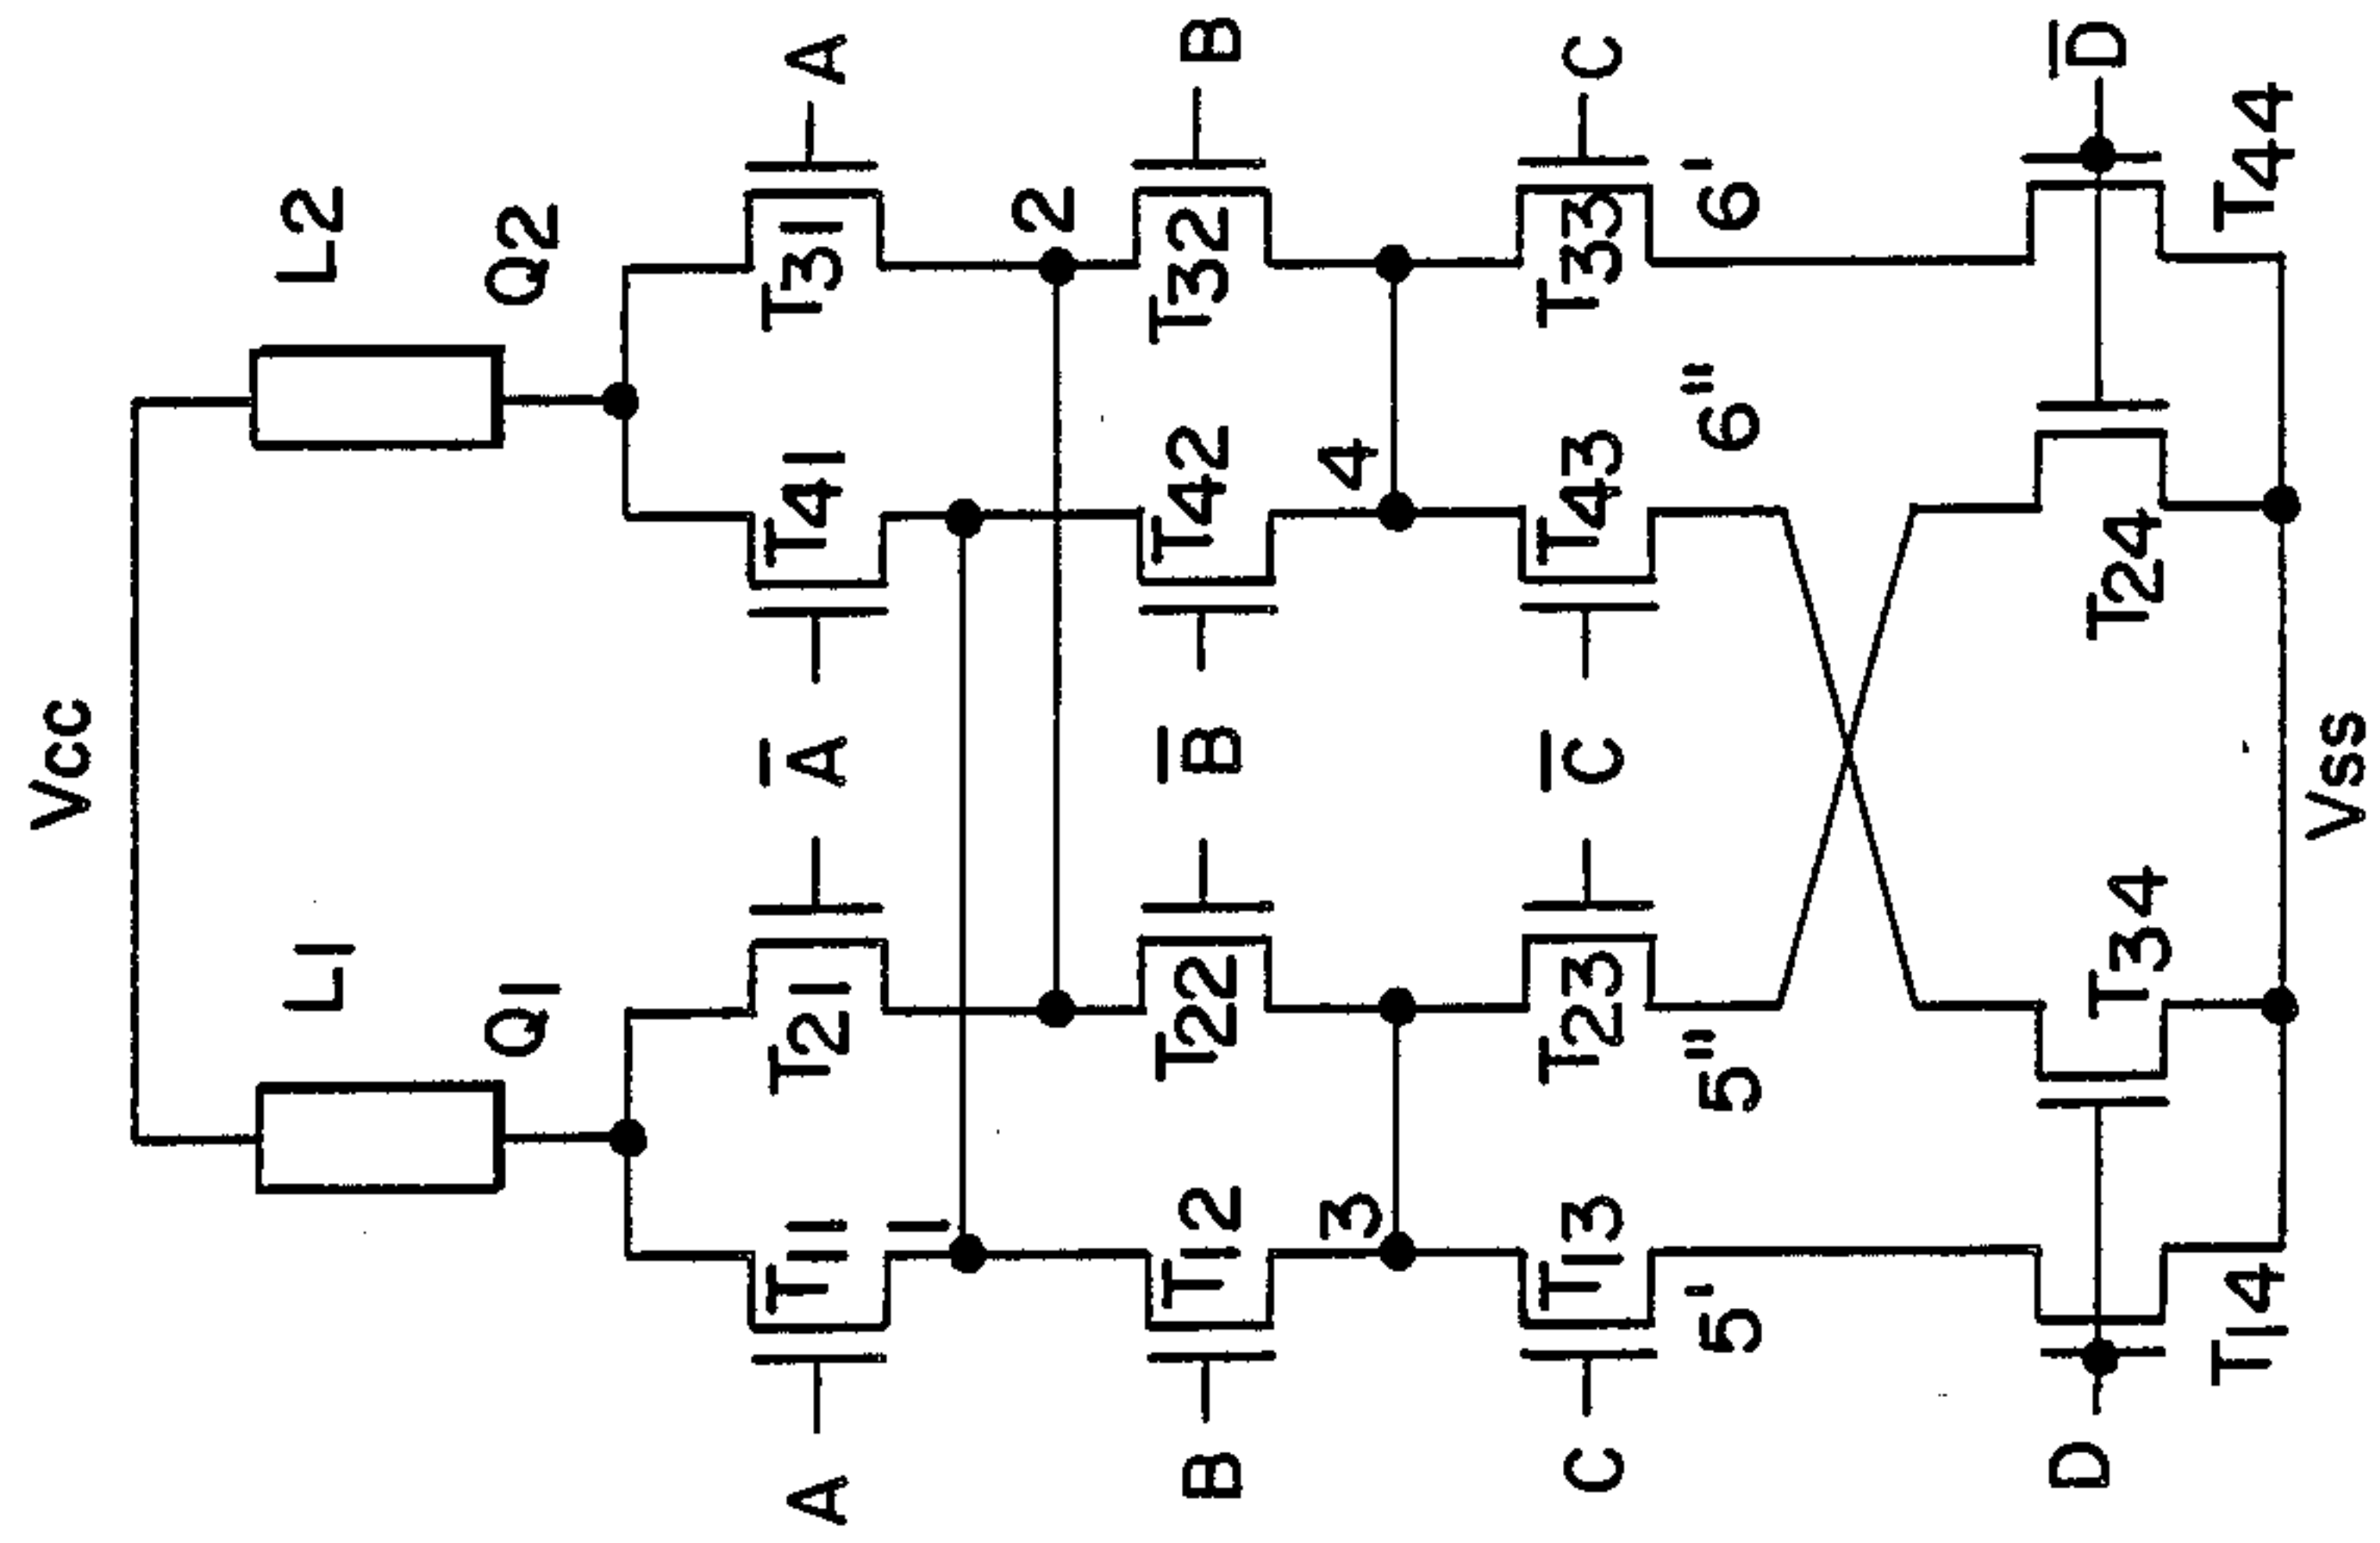 Vcc
L1 L2
Q1 Q2
A T11 T21 A̅ T41 T31 A
1 2
B T12 T22 B̅ T42 T32 B
3 4
C T13 T23 C̅ T43 T33 C
5' 5" 6" 6'
D T34 T24 D̅
T14 T44
Vss